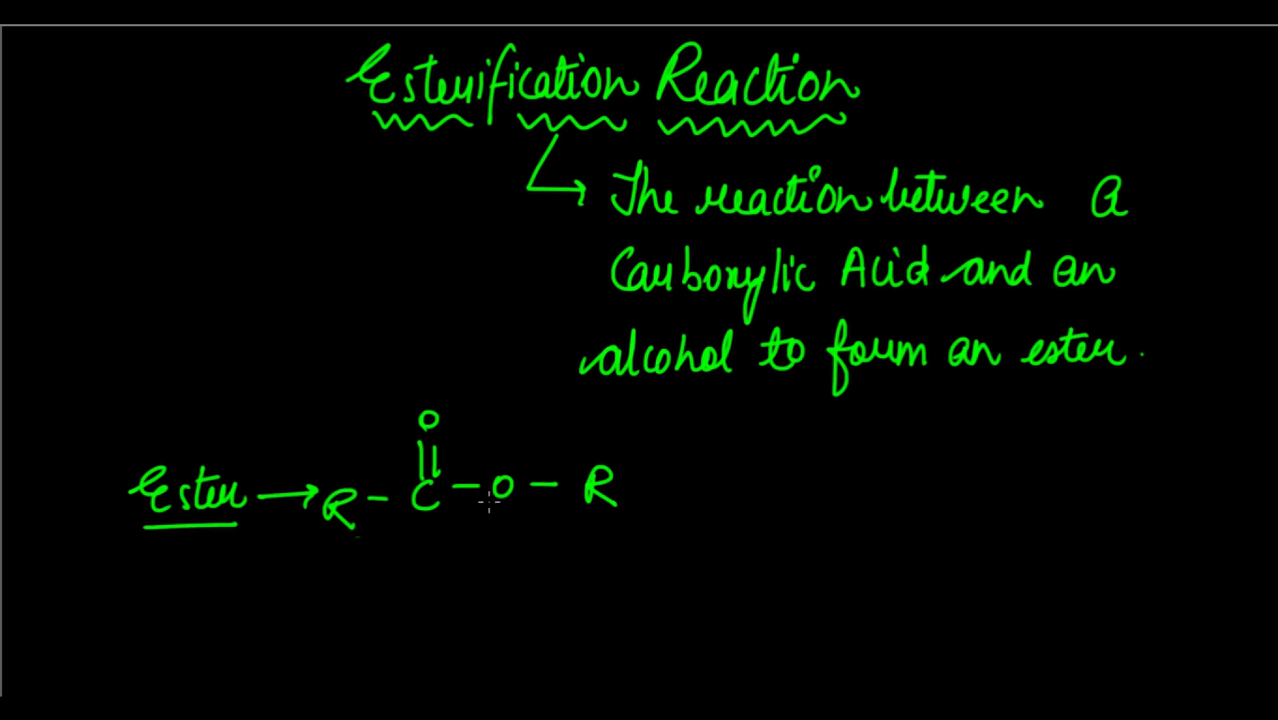 Esterification Reaction
The reaction between a
Carboxylic Acid and an
alcohol to form an ester.
O
||
Ester → R - C - O - R